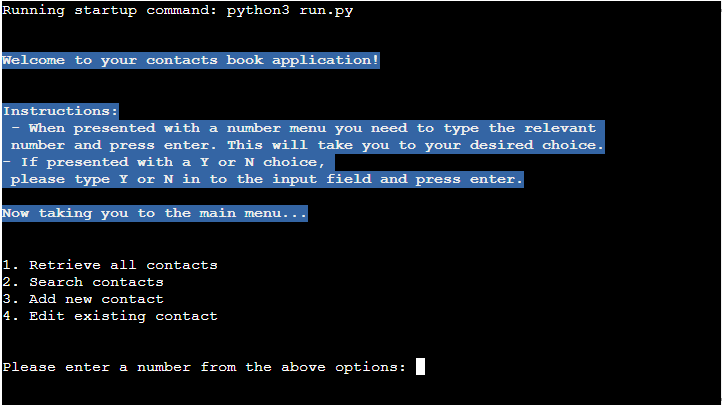 Running startup command: python3 run.py
Welcome to your contacts book application!
Instructions:
- When presented with a number menu you need to type the relevant
number and press enter. This will take you to your desired choice.
- If presented with a Y or N choice,
please type Y or N in to the input field and press enter.
Now taking you to the main menu...
1. Retrieve all contacts
2. Search contacts
3. Add new contact
4. Edit existing contact
Please enter a number from the above options: